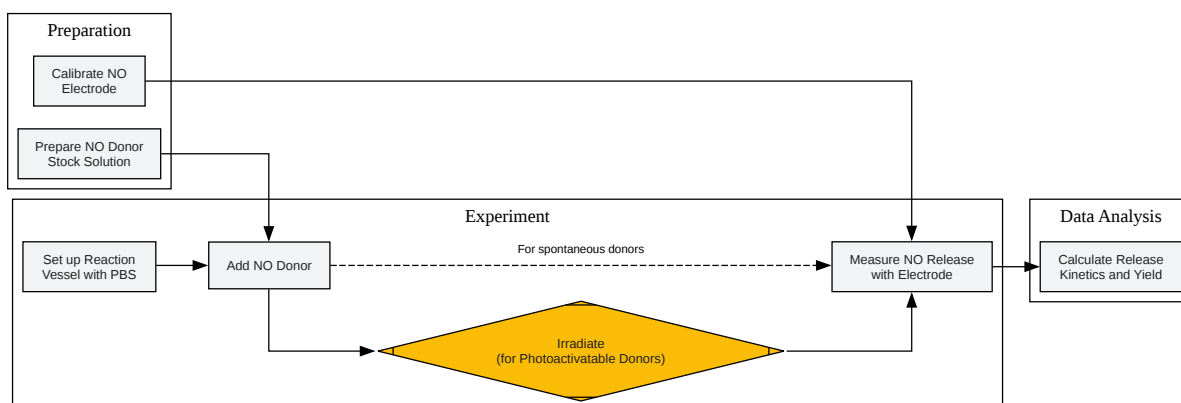 Preparation
Calibrate NO
Electrode
Prepare NO Donor
Stock Solution
Experiment
Set up Reaction
Vessel with PBS
Add NO Donor
For spontaneous donors
Measure NO Release
with Electrode
Irradiate
(for Photoactivatable Donors)
Data Analysis
Calculate Release
Kinetics and Yield